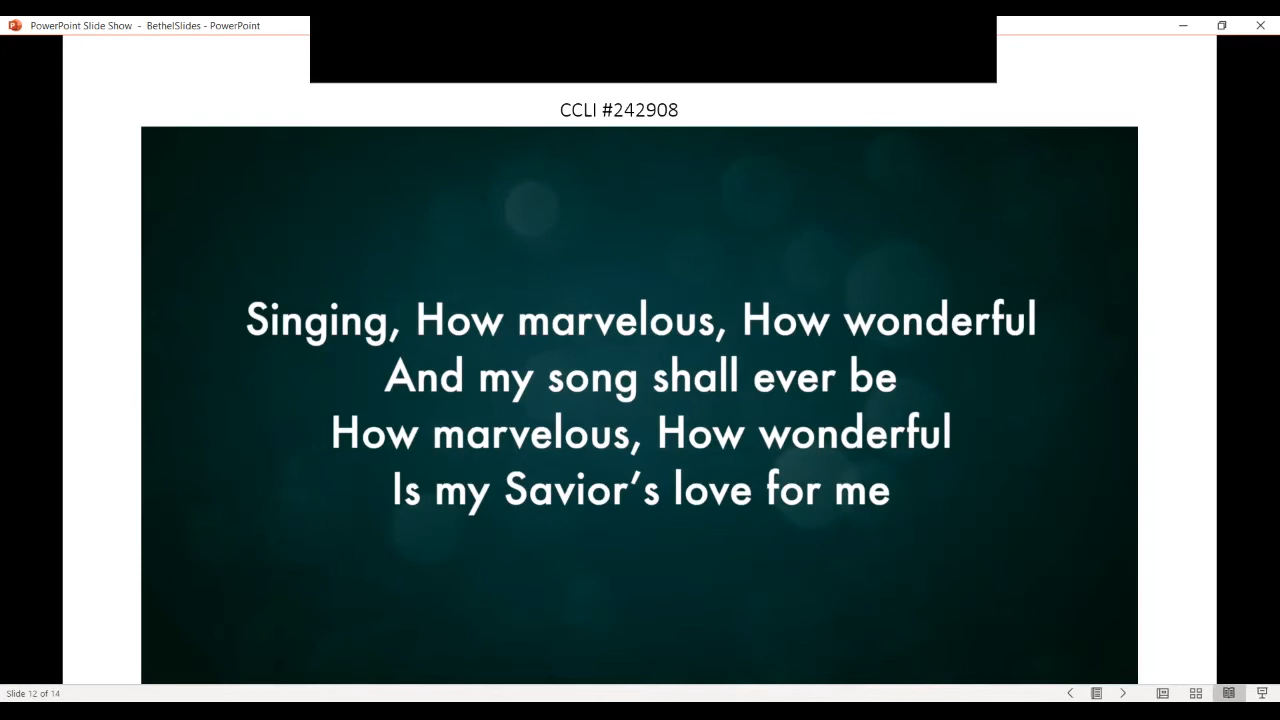 PowerPoint Slide Show - BethelSlides - PowerPoint
CCLI #242908
Singing, How marvelous, How wonderful
And my song shall ever be
How marvelous, How wonderful
Is my Savior’s love for me
Slide 12 of 14